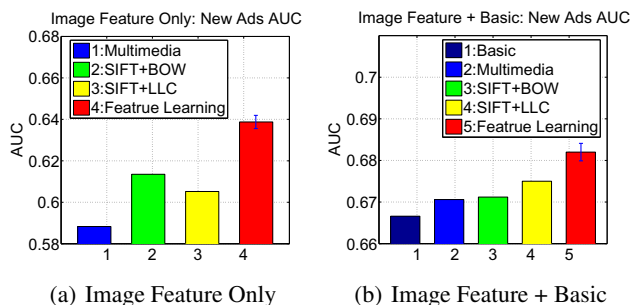 Image Feature Only: New Ads AUC
0.68
0.66
0.64
0.62
0.6
0.58
AUC
1:Multimedia
2:SIFT+BOW
3:SIFT+LLC
4:Featrue Learning
1 2 3 4
(a) Image Feature Only
Image Feature + Basic: New Ads AUC
0.7
0.69
0.68
0.67
0.66
AUC
1:Basic
2:Multimedia
3:SIFT+BOW
4:SIFT+LLC
5:Featrue Learning
1 2 3 4 5
(b) Image Feature + Basic